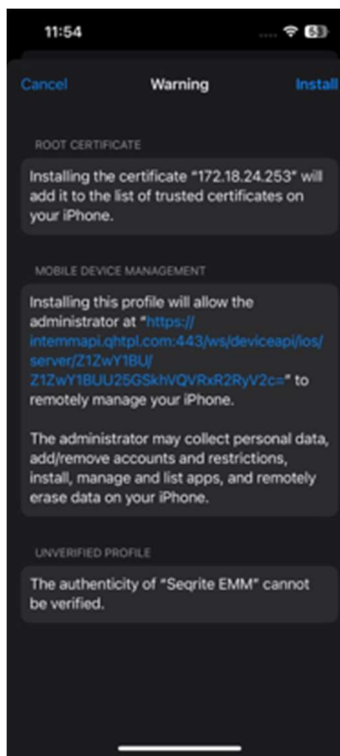 11:54
53
Cancel
Warning
Install
ROOT CERTIFICATE
Installing the certificate “172.18.24.253” will
add it to the list of trusted certificates on
your iPhone.
MOBILE DEVICE MANAGEMENT
Installing this profile will allow the
administrator at “https://
intemmapi.qhtpl.com:443/ws/deviceapi/ios/
server/Z1ZwY1BU/
Z1ZwY1BUU25GSkhVQVRxR2RyV2c=” to
remotely manage your iPhone.
The administrator may collect personal data,
add/remove accounts and restrictions,
install, manage and list apps, and remotely
erase data on your iPhone.
UNVERIFIED PROFILE
The authenticity of “Seqrite EMM” cannot
be verified.